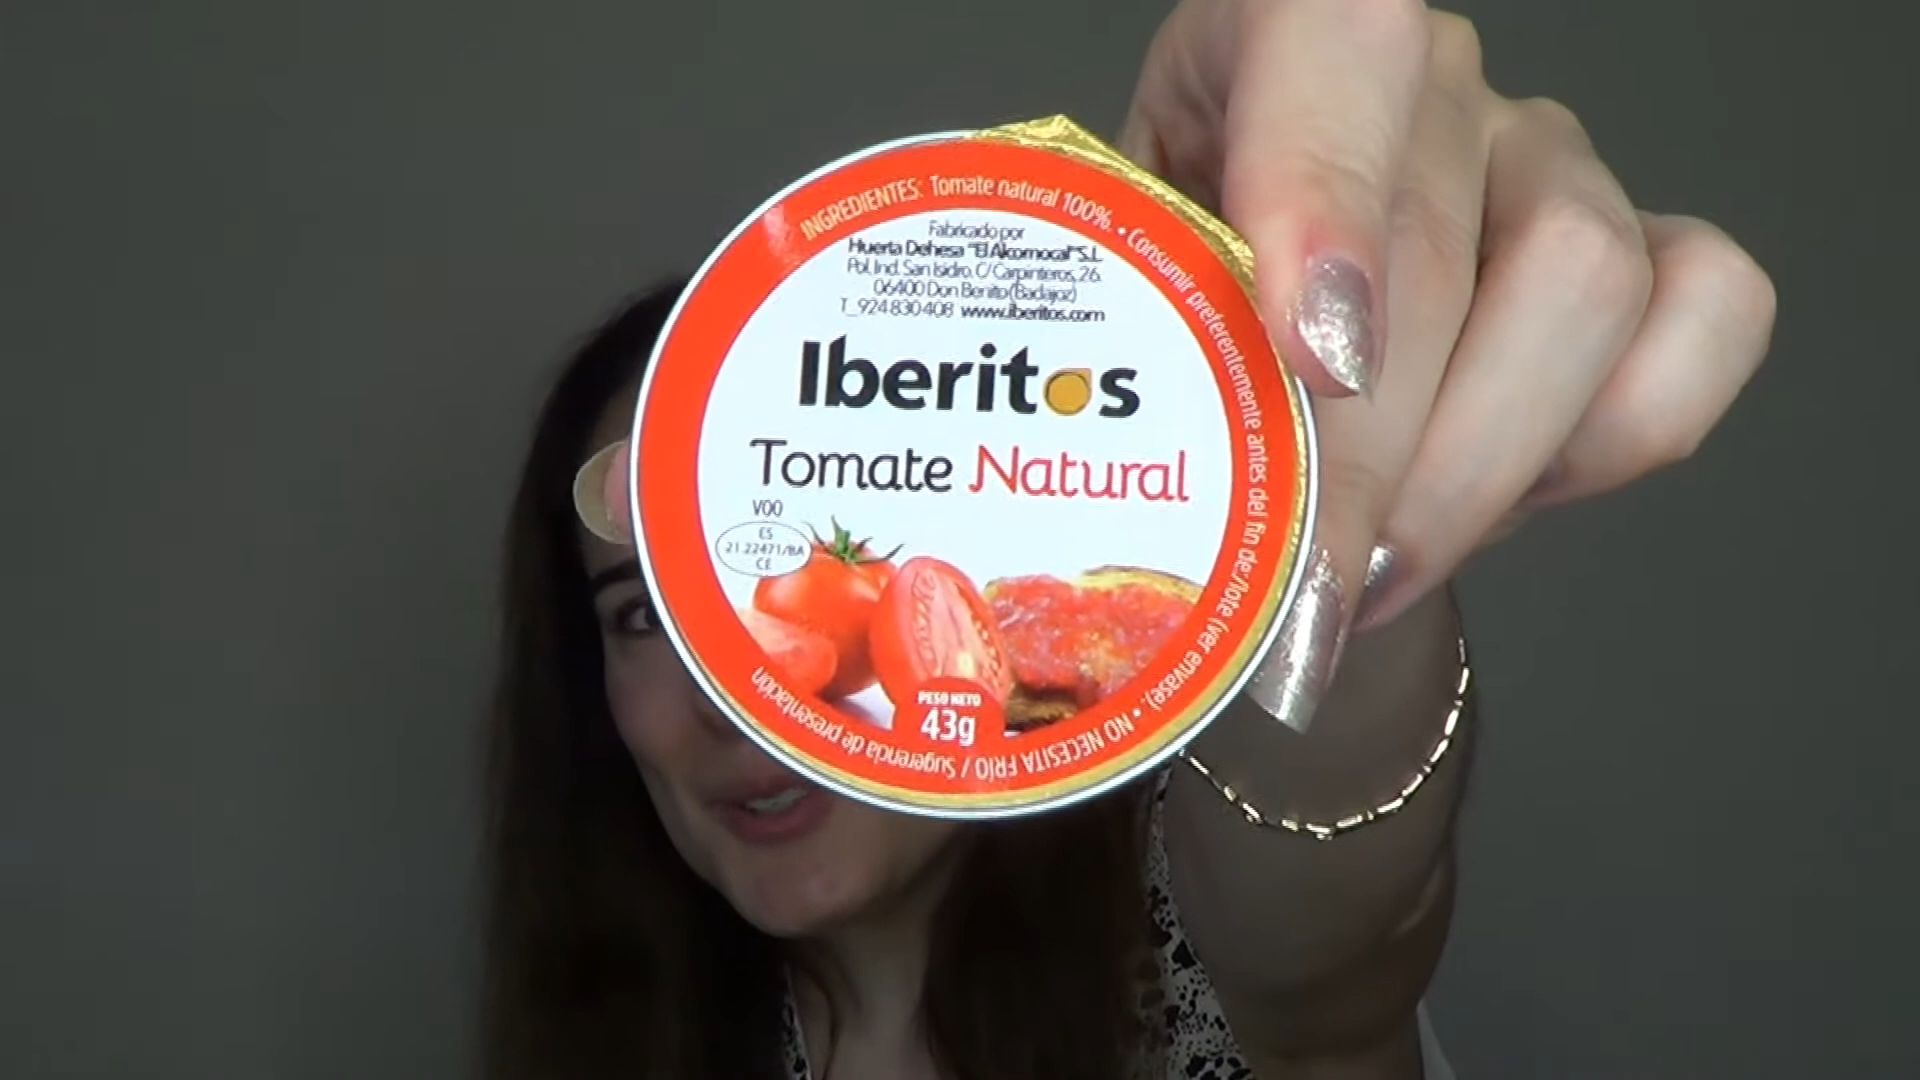 INGREDIENTES: Tomate natural 100%. • Consumir preferentemente antes del fin de:/lote (ver envase). • NO NECESITA FRÍO / Sugerencia de presentación
Fabricado por
Huerta Dehesa "El Alcornocal" S.L
Pol. Ind. San Isidro. C/ Carpinteros, 26.
06400 Don Benito (Badajoz)
T_924 830 408 www.iberitos.com
Iberitos
Tomate Natural
V00
ES
21.22471/BA
CE
PESO NETO
43g